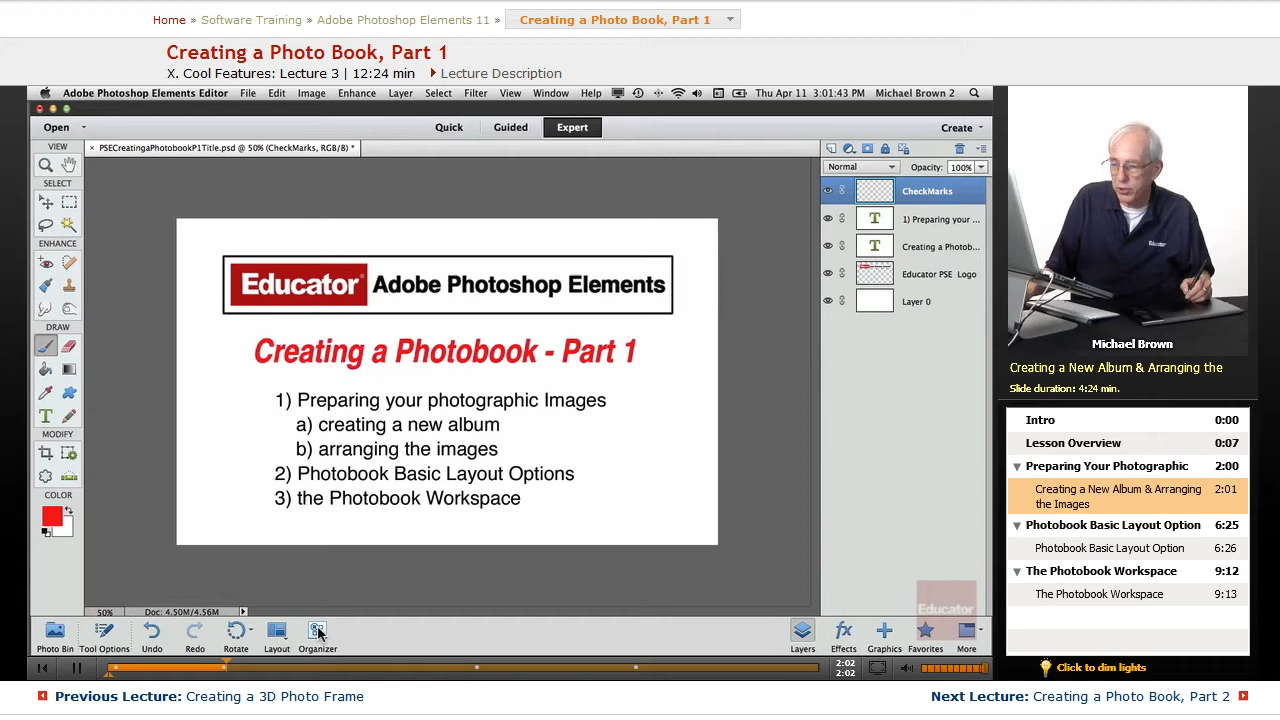 Home » Software Training » Adobe Photoshop Elements 11 » Creating a Photo Book, Part 1
Creating a Photo Book, Part 1
X. Cool Features: Lecture 3 | 12:24 min Lecture Description
Adobe Photoshop Elements Editor File Edit Image Enhance Layer Select Filter View Window Help Thu Apr 11 3:01:43 PM Michael Brown 2
Open Quick Guided Expert Create
VIEW
× PSECreatingaPhotobookP1Title.psd @ 50% (CheckMarks, RGB/8) *
Normal Opacity: 100%
SELECT
CheckMarks
1) Preparing your ...
ENHANCE
Creating a Photob...
Educator PSE Logo
Layer 0
DRAW
T
MODIFY
COLOR
Educator Adobe Photoshop Elements
Creating a Photobook - Part 1
1) Preparing your photographic Images
a) creating a new album
b) arranging the images
2) Photobook Basic Layout Options
3) the Photobook Workspace
50% Doc: 4.50M/4.56M
Educator
Photo Bin Tool Options Undo Redo Rotate Layout Organizer Layers Effects Graphics Favorites More
2:02
2:02
Educator
Michael Brown
Creating a New Album & Arranging the
Slide duration: 4:24 min.
Intro 0:00
Lesson Overview 0:07
Preparing Your Photographic 2:00
Creating a New Album & Arranging 2:01
the Images
Photobook Basic Layout Option 6:25
Photobook Basic Layout Option 6:26
The Photobook Workspace 9:12
The Photobook Workspace 9:13
Click to dim lights
Previous Lecture: Creating a 3D Photo Frame
Next Lecture: Creating a Photo Book, Part 2